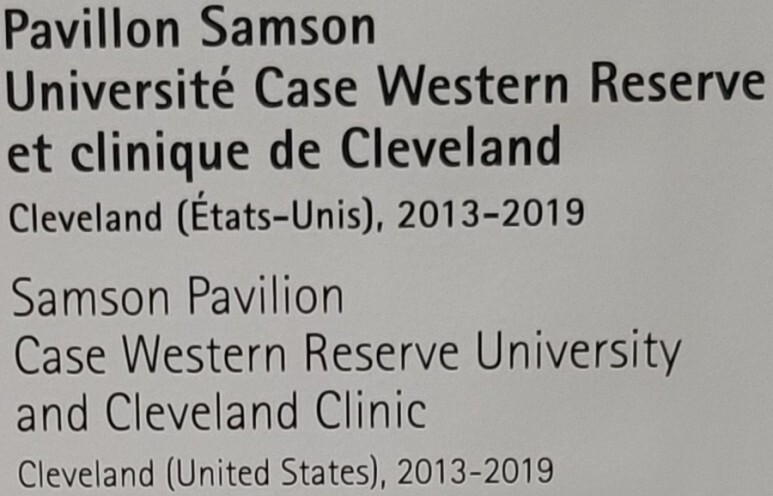 Pavillon Samson
Université Case Western Reserve
et clinique de Cleveland
Cleveland (États-Unis), 2013-2019
Samson Pavilion
Case Western Reserve University
and Cleveland Clinic
Cleveland (United States), 2013-2019